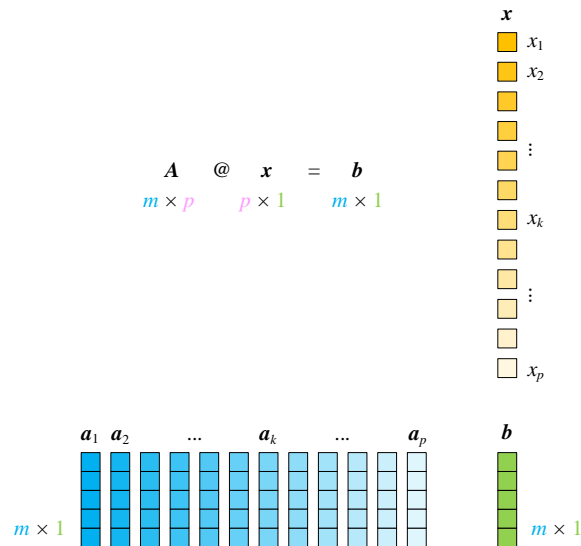 x
x1
x2
⋮
A @ x = b
m × p p × 1 m × 1
xk
⋮
xp
a1 a2 ... ak ... ap b
m × 1 m × 1